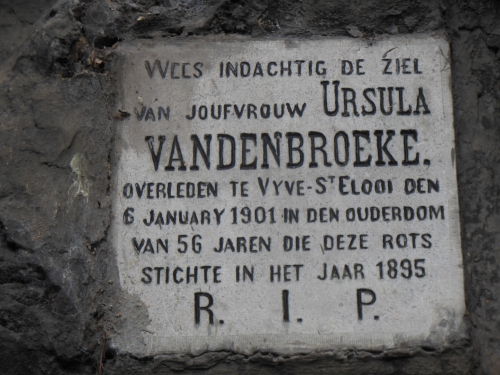 WEES INDACHTIG DE ZIEL
VAN JOUFVROUW URSULA
VANDENBROEKE.
OVERLEDEN TE VYVE-ST ELOOI DEN
6 JANUARY 1901 IN DEN OUDERDOM
VAN 56 JAREN DIE DEZE ROTS
STICHTE IN HET JAAR 1895
R. I. P.